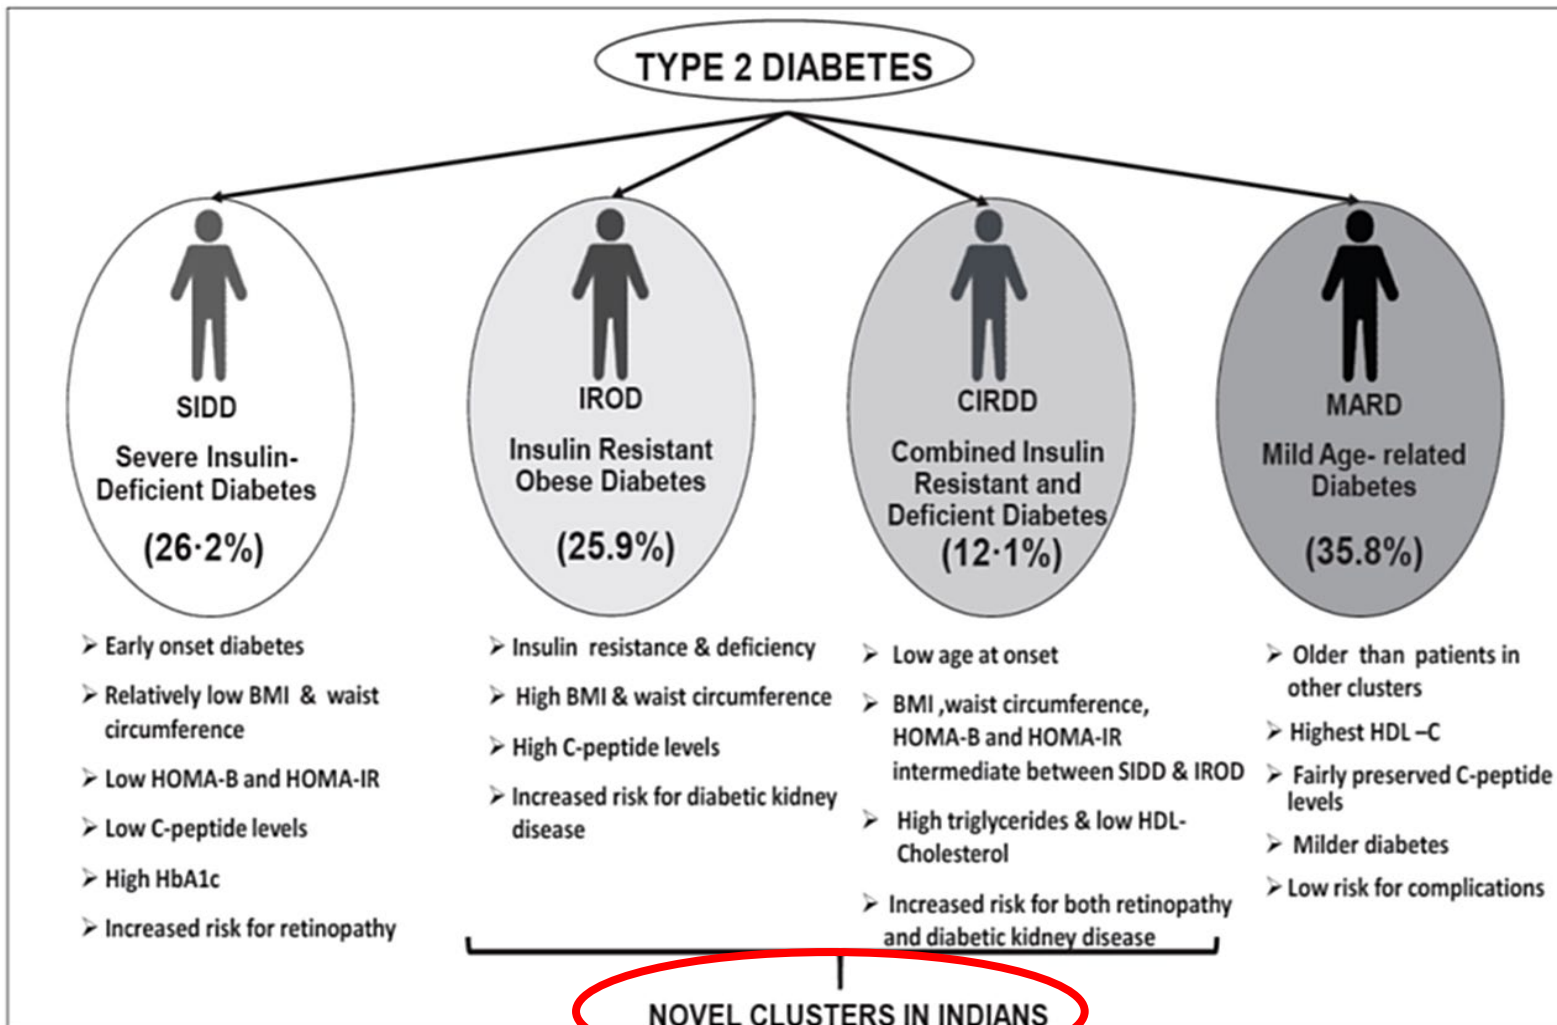 TYPE 2 DIABETES
SIDD
Severe Insulin-
Deficient Diabetes
(26·2%)
➢ Early onset diabetes
➢ Relatively low BMI & waist
circumference
➢ Low HOMA-B and HOMA-IR
➢ Low C-peptide levels
➢ High HbA1c
➢ Increased risk for retinopathy
IROD
Insulin Resistant
Obese Diabetes
(25.9%)
➢ Insulin resistance & deficiency
➢ High BMI & waist circumference
➢ High C-peptide levels
➢ Increased risk for diabetic kidney
disease
CIRDD
Combined Insulin
Resistant and
Deficient Diabetes
(12·1%)
➢ Low age at onset
➢ BMI ,waist circumference,
HOMA-B and HOMA-IR
intermediate between SIDD & IROD
➢ High triglycerides & low HDL-
Cholesterol
➢ Increased risk for both retinopathy
and diabetic kidney disease
MARD
Mild Age- related
Diabetes
(35.8%)
➢ Older than patients in
other clusters
➢ Highest HDL –C
➢ Fairly preserved C-peptide
levels
➢ Milder diabetes
➢ Low risk for complications
NOVEL CLUSTERS IN INDIANS